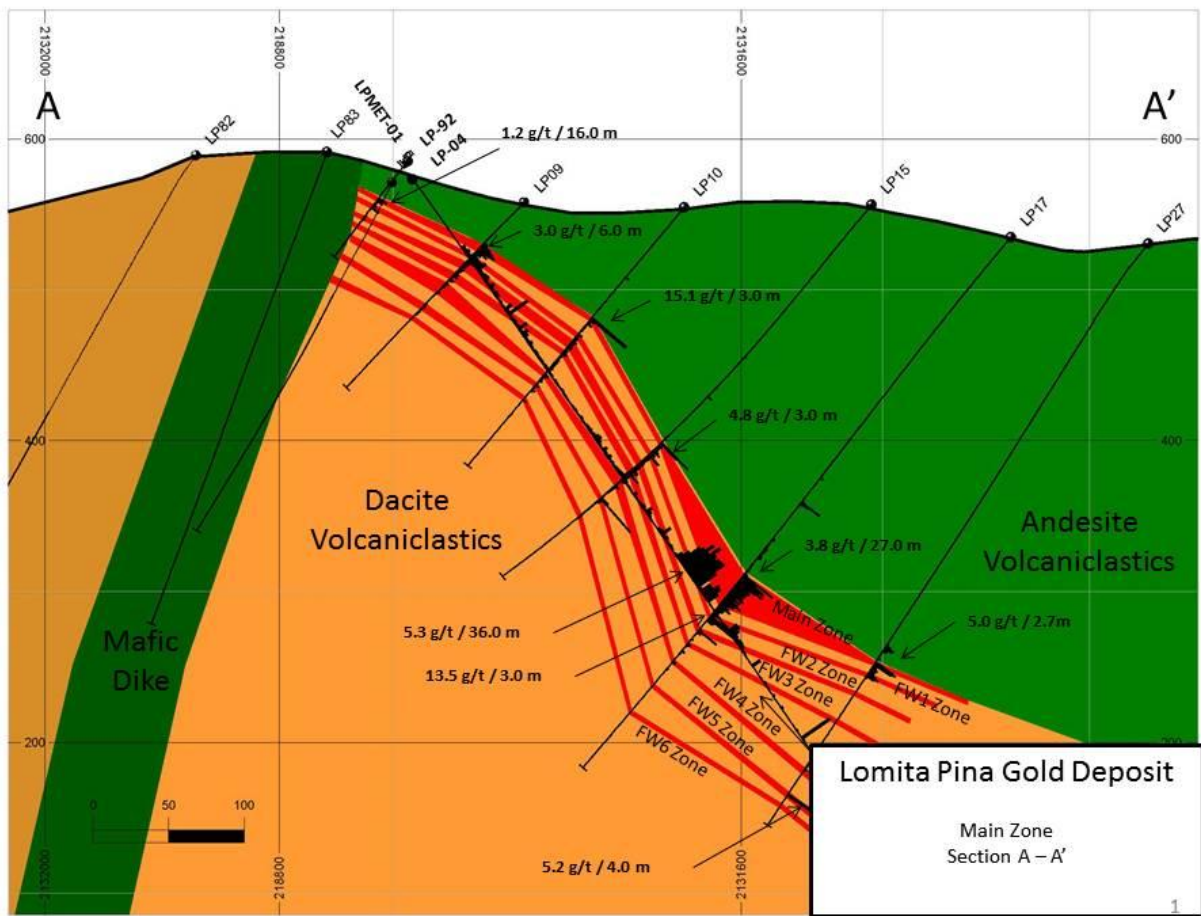 2132000
218800
2131600
A
A’
LP82
LP83
LPMET-01
LP-92
LP-04
1.2 g/t / 16.0 m
LP09
LP10
LP15
LP17
LP27
600
600
3.0 g/t / 6.0 m
15.1 g/t / 3.0 m
4.8 g/t / 3.0 m
400
400
Dacite
Volcaniclastics
Andesite
Volcaniclastics
3.8 g/t / 27.0 m
Main Zone
5.0 g/t / 2.7m
5.3 g/t / 36.0 m
13.5 g/t / 3.0 m
Mafic
Dike
FW2 Zone
FW1 Zone
FW3 Zone
FW4 Zone
FW5 Zone
FW6 Zone
200
200
0
50
100
5.2 g/t / 4.0 m
Lomita Pina Gold Deposit
Main Zone
Section A – A’
2132000
218800
2131600
1